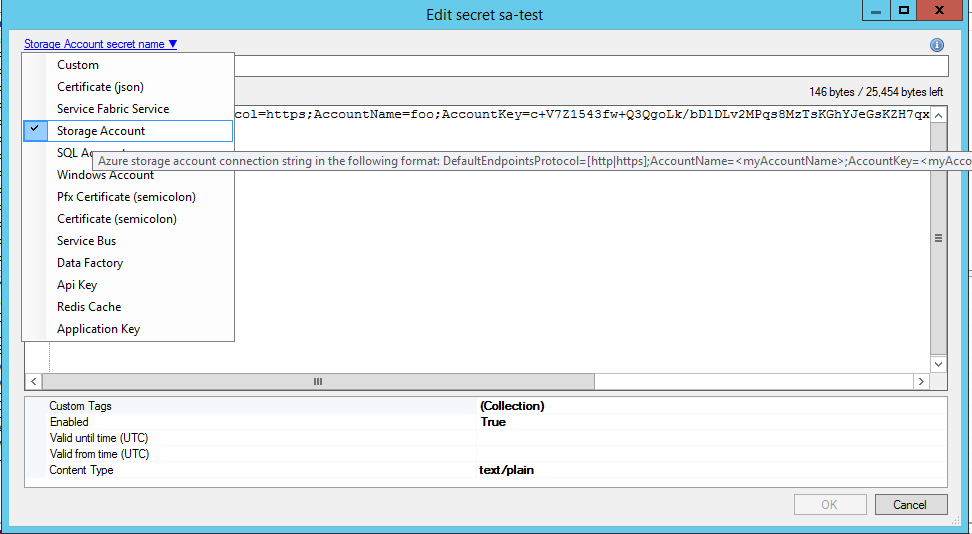 Edit secret sa-test
Storage Account secret name ▼
Custom
Certificate (json)
146 bytes / 25,454 bytes left
Service Fabric Service
col=https;AccountName=foo;AccountKey=c+V7Z1543fw+Q3QgoLk/bDlDLv2MPqs8MzTsKGhYJeGsKZH7qx
Storage Account
SQL
Azure storage account connection string in the following format: DefaultEndpointsProtocol=[http|https];AccountName=<myAccountName>;AccountKey=<myAcco
Windows Account
Pfx Certificate (semicolon)
Certificate (semicolon)
Service Bus
Data Factory
Api Key
Redis Cache
Application Key
Custom Tags (Collection)
Enabled True
Valid until time (UTC)
Valid from time (UTC)
Content Type text/plain
OK Cancel